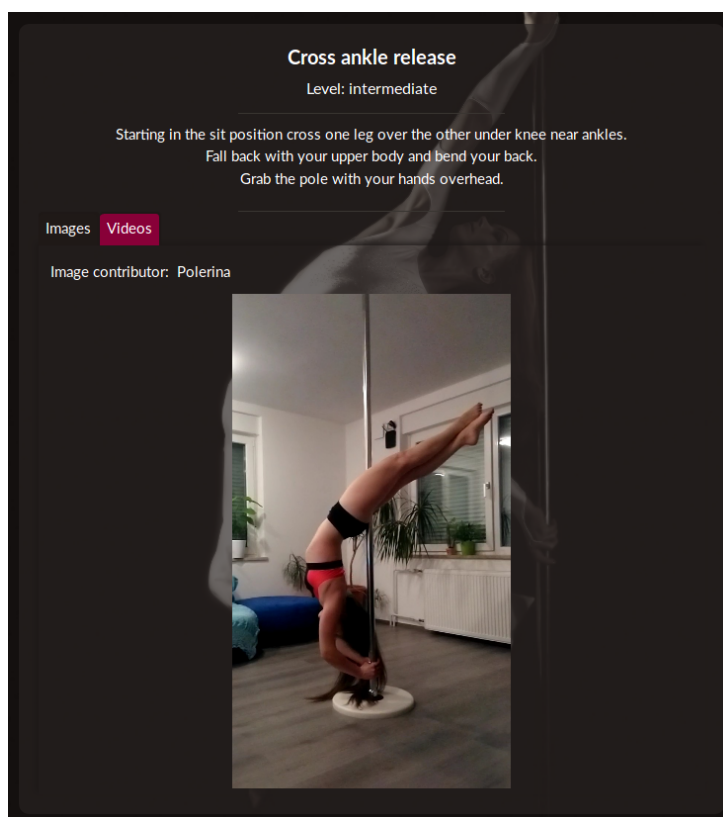 Cross ankle release
Level: intermediate
Starting in the sit position cross one leg over the other under knee near ankles.
Fall back with your upper body and bend your back.
Grab the pole with your hands overhead.
Images Videos
Image contributor: Polerina